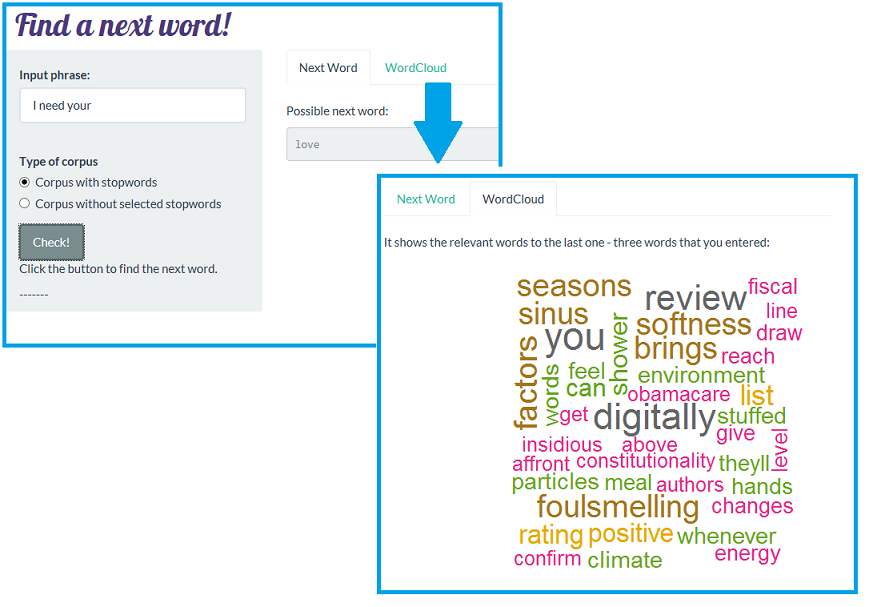 Find a next word!
Input phrase:
I need your
Type of corpus
Corpus with stopwords
Corpus without selected stopwords
Check!
Click the button to find the next word.
-------
Next Word WordCloud
Possible next word:
love
Next Word WordCloud
It shows the relevant words to the last one - three words that you entered:
seasons
review
fiscal
sinus
line
you
softness
draw
factors
shower
brings
reach
words
feel
environment
can
obamacare
list
get
digitally
stuffed
give
insidious
above
level
affront
constitutionality
theyll
particles
meal
authors
hands
foulsmelling
changes
rating
positive
whenever
confirm
climate
energy